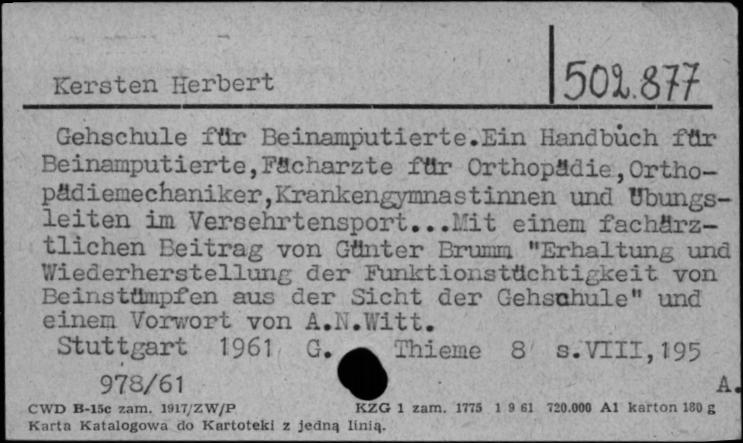 Kersten Herbert
502.877
Gehschule für Beinamputierte.Ein Handbuch für
Beinamputierte,Fächarzte für Orthopädie,Ortho-
pädiemechaniker,Krankengymnastinnen und Übungs-
leiten im Versehrtensport...Mit einem fachärz-
tlichen Beitrag von Günter Brumm "Erhaltung und
Wiederherstellung der Funktionstüchtigkeit von
Beinstümpfen aus der Sicht der Gehschule" und
einem Vorwort von A.N.Witt.
Stuttgart 1961 G. Thieme 8' s.VIII,195
978/61
A.
CWD B-15c zam. 1917/ZW/P KZG 1 zam. 1775 1 9 61 720.000 A1 karton 180 g
Karta Katalogowa do Kartoteki z jedną linią.